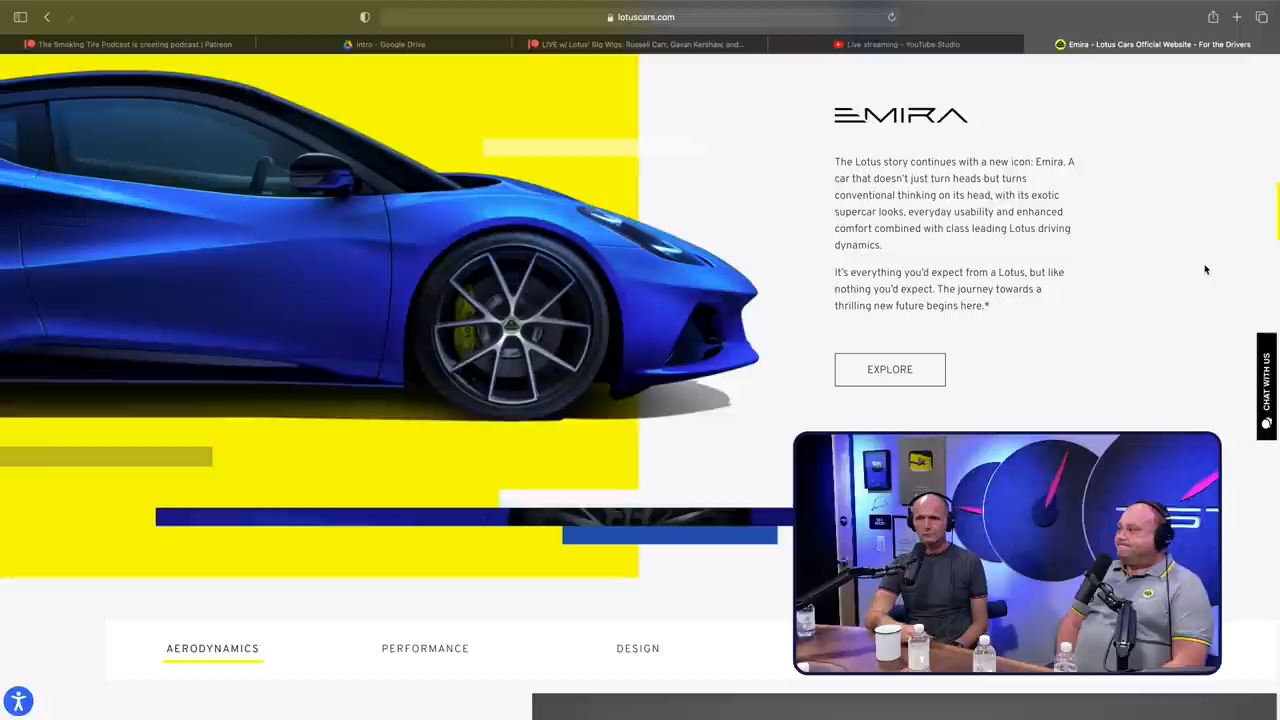 lotuscars.com
The Smoking Tire Podcast is creating podcast | Patreon
Intro - Google Drive
LIVE w/ Lotus' Big Wigs: Russell Carr, Gavan Kershaw, and...
Live streaming - YouTube Studio
Emira - Lotus Cars Official Website - For the Drivers
EMIRA
The Lotus story continues with a new icon: Emira. A
car that doesn't just turn heads but turns
conventional thinking on its head, with its exotic
supercar looks, everyday usability and enhanced
comfort combined with class leading Lotus driving
dynamics.
It's everything you'd expect from a Lotus, but like
nothing you'd expect. The journey towards a
thrilling new future begins here.*
EXPLORE
CHAT WITH US
AERODYNAMICS
PERFORMANCE
DESIGN